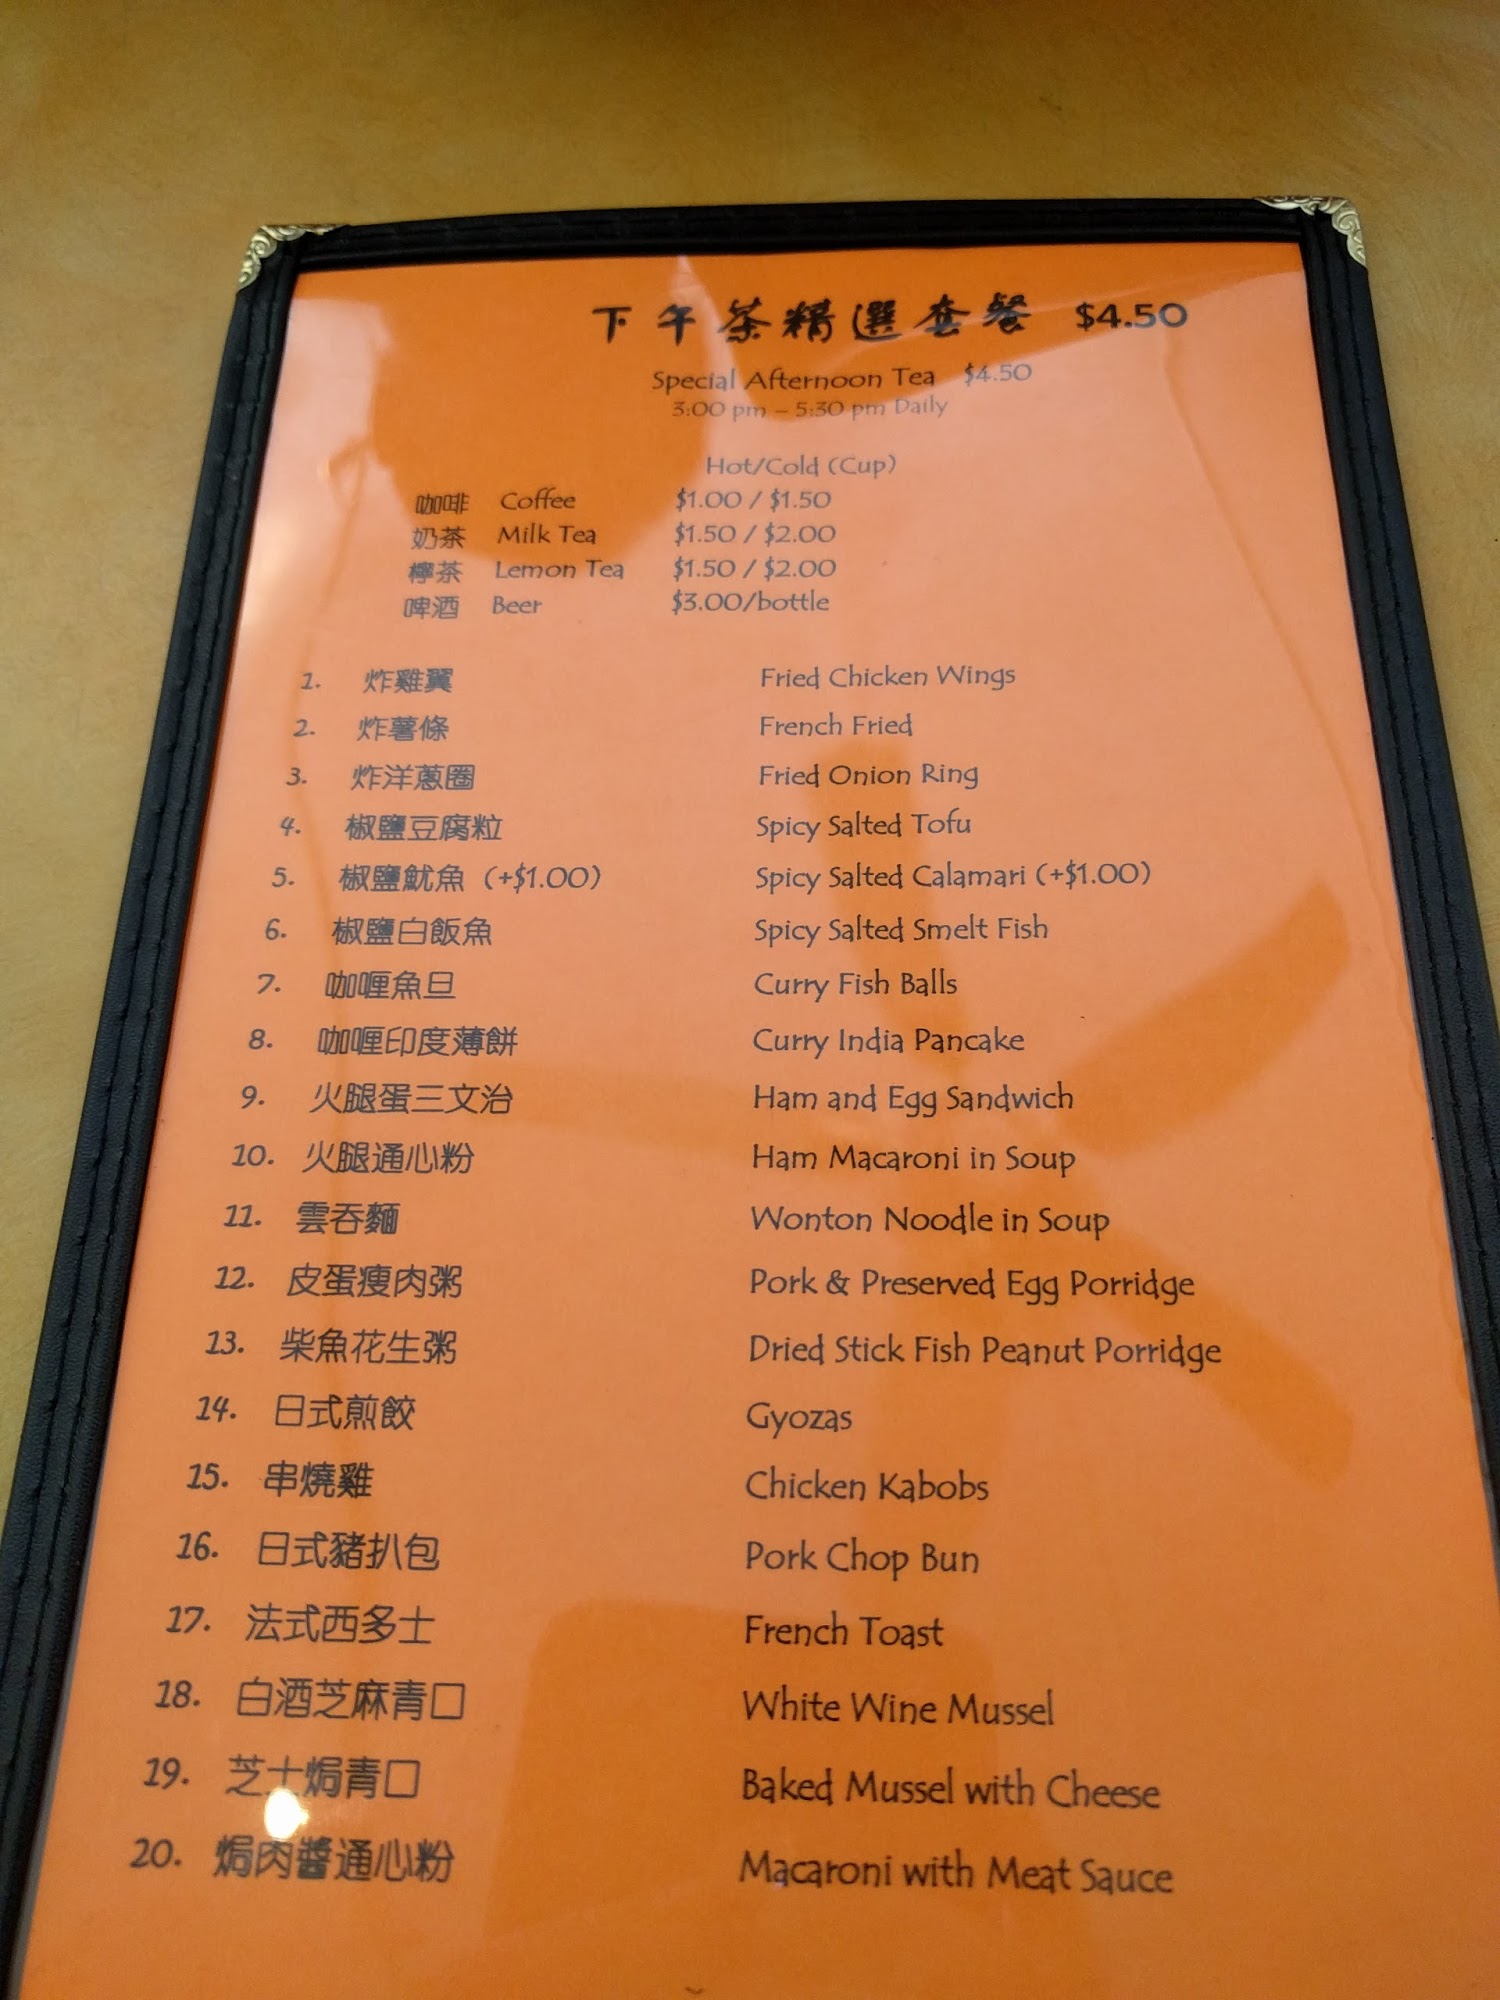 下午茶精選套餐 $4.50
Special Afternoon Tea $4.50
3:00 pm – 5:30 pm Daily
Hot/Cold (Cup)
咖啡 Coffee $1.00 / $1.50
奶茶 Milk Tea $1.50 / $2.00
檸茶 Lemon Tea $1.50 / $2.00
啤酒 Beer $3.00/bottle
1. 炸雞翼 Fried Chicken Wings
2. 炸薯條 French Fried
3. 炸洋蔥圈 Fried Onion Ring
4. 椒鹽豆腐粒 Spicy Salted Tofu
5. 椒鹽魷魚 (+$1.00) Spicy Salted Calamari (+$1.00)
6. 椒鹽白飯魚 Spicy Salted Smelt Fish
7. 咖喱魚旦 Curry Fish Balls
8. 咖喱印度薄餅 Curry India Pancake
9. 火腿蛋三文治 Ham and Egg Sandwich
10. 火腿通心粉 Ham Macaroni in Soup
11. 雲吞麵 Wonton Noodle in Soup
12. 皮蛋瘦肉粥 Pork & Preserved Egg Porridge
13. 柴魚花生粥 Dried Stick Fish Peanut Porridge
14. 日式煎餃 Gyozas
15. 串燒雞 Chicken Kabobs
16. 日式豬扒包 Pork Chop Bun
17. 法式西多士 French Toast
18. 白酒芝麻青口 White Wine Mussel
19. 芝士焗青口 Baked Mussel with Cheese
20. 焗肉醬通心粉 Macaroni with Meat Sauce